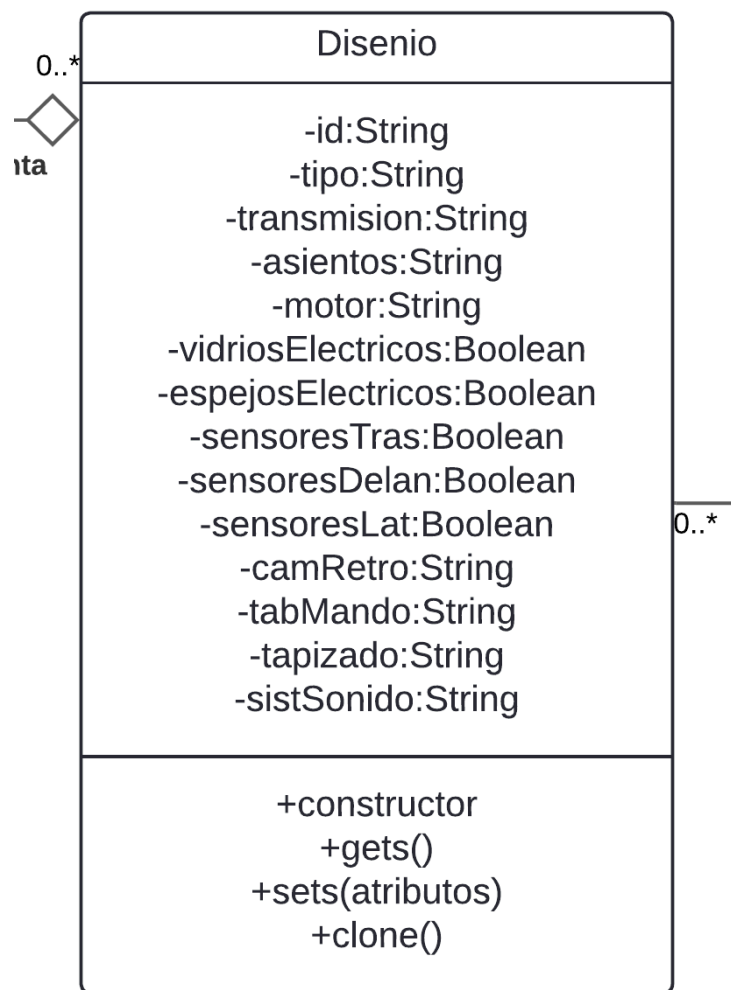 Disenio
0..*
-id:String
-tipo:String
-transmision:String
-asientos:String
-motor:String
-vidriosElectricos:Boolean
-espejosElectricos:Boolean
-sensoresTras:Boolean
-sensoresDelan:Boolean
-sensoresLat:Boolean
0..*
-camRetro:String
-tabMando:String
-tapizado:String
-sistSonido:String
+constructor
+gets()
+sets(atributos)
+clone()